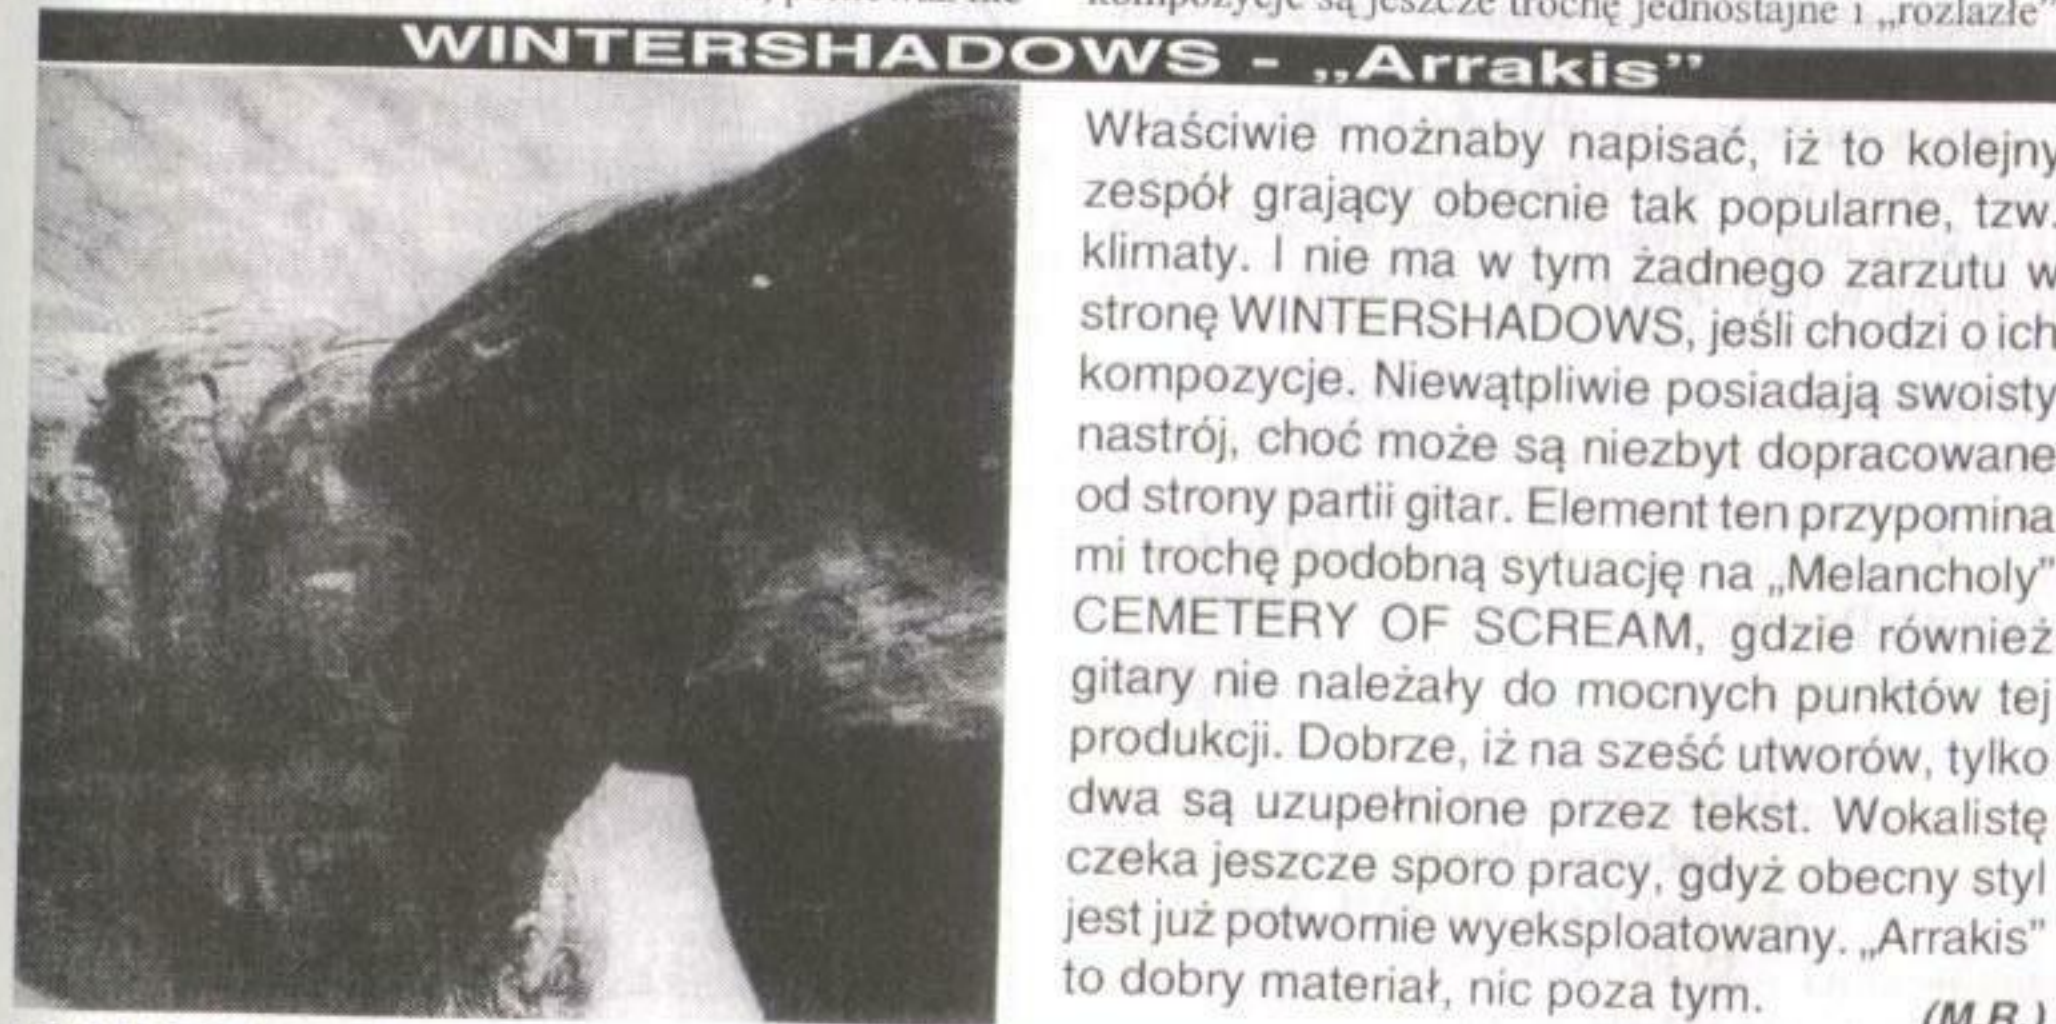 kompozycje są jeszcze trochę jednostajne i „rozlazłe”
WINTERSHADOWS - „Arrakis”
Właściwie możnaby napisać, iż to kolejny
zespół grający obecnie tak popularne, tzw.
klimaty. I nie ma w tym żadnego zarzutu w
stronę WINTERSHADOWS, jeśli chodzi o ich
kompozycje. Niewątpliwie posiadają swoisty
nastrój, choć może są niezbyt dopracowane
od strony partii gitar. Element ten przypomina
mi trochę podobną sytuację na „Melancholy”
CEMETERY OF SCREAM, gdzie również
gitary nie należały do mocnych punktów tej
produkcji. Dobrze, iż na sześć utworów, tylko
dwa są uzupełnione przez tekst. Wokalistę
czeka jeszcze sporo pracy, gdyż obecny styl
jest już potwornie wyeksploatowany. „Arrakis”
to dobry materiał, nic poza tym.
(M.R.)